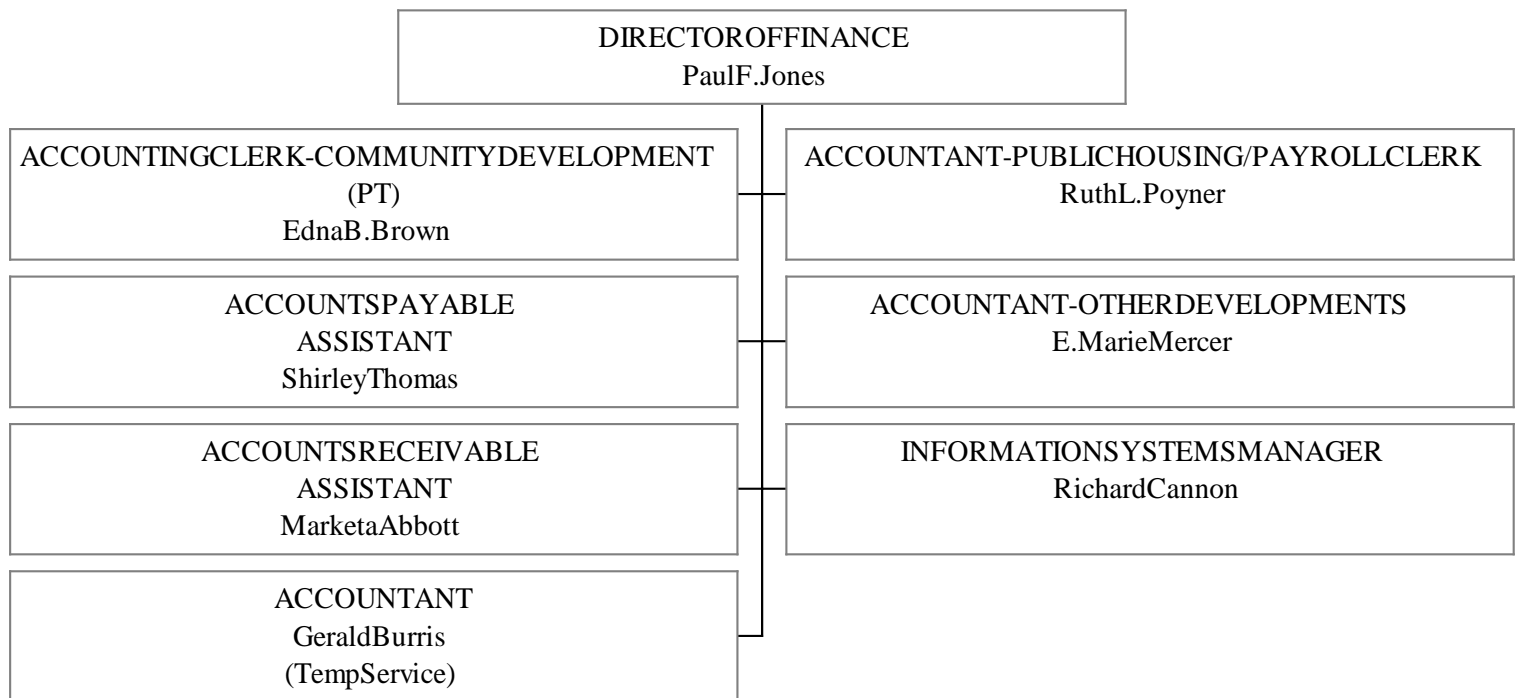 DIRECTOROFFINANCE
PaulF.Jones
ACCOUNTINGCLERK-COMMUNITYDEVELOPMENT
(PT)
EdnaB.Brown
ACCOUNTANT-PUBLICHOUSING/PAYROLLCLERK
RuthL.Poyner
ACCOUNTSPAYABLE
ASSISTANT
ShirleyThomas
ACCOUNTANT-OTHERDEVELOPMENTS
E.MarieMercer
ACCOUNTSRECEIVABLE
ASSISTANT
MarketaAbbott
INFORMATIONSYSTEMSMANAGER
RichardCannon
ACCOUNTANT
GeraldBurris
(TempService)